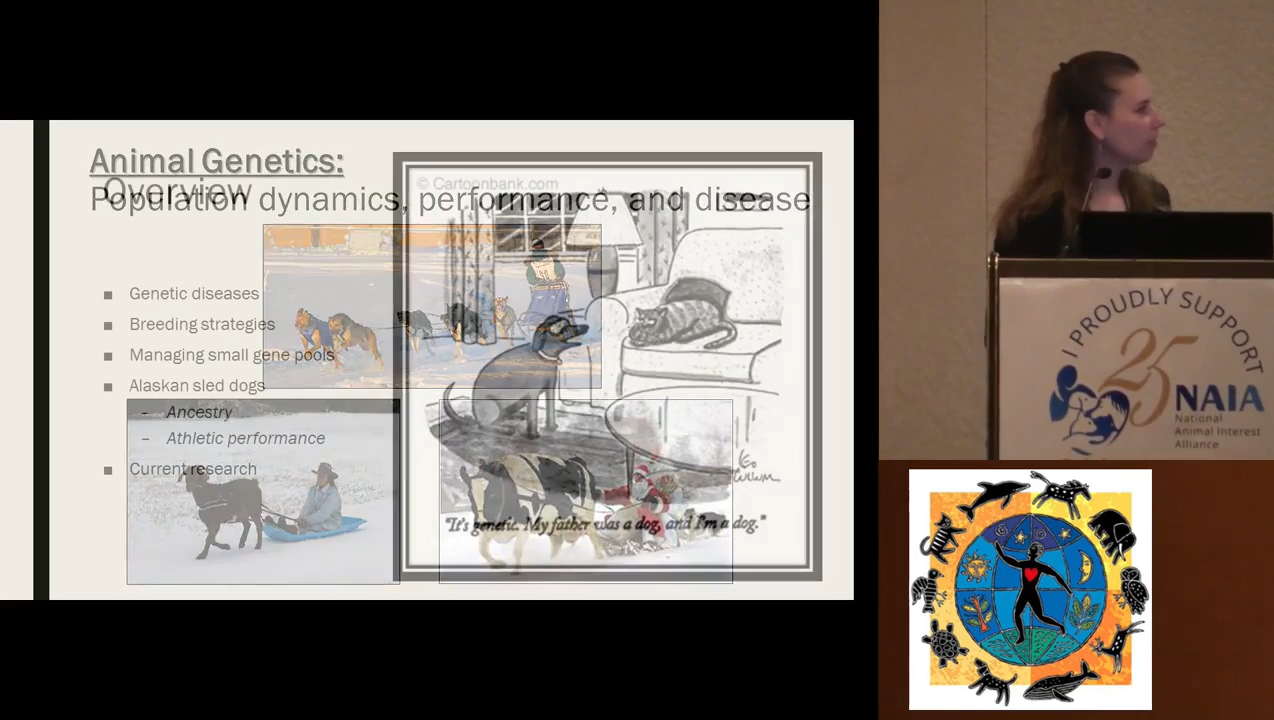 Animal Genetics:
Overview
Population dynamics, performance, and disease
© Cartoonbank.com
■ Genetic diseases
■ Breeding strategies
■ Managing small gene pools
■ Alaskan sled dogs
– Ancestry
– Athletic performance
■ Current research
"It's genetic. My father was a dog, and I'm a dog."
I PROUDLY SUPPORT
25
NAIA
National
Animal Interest
Alliance